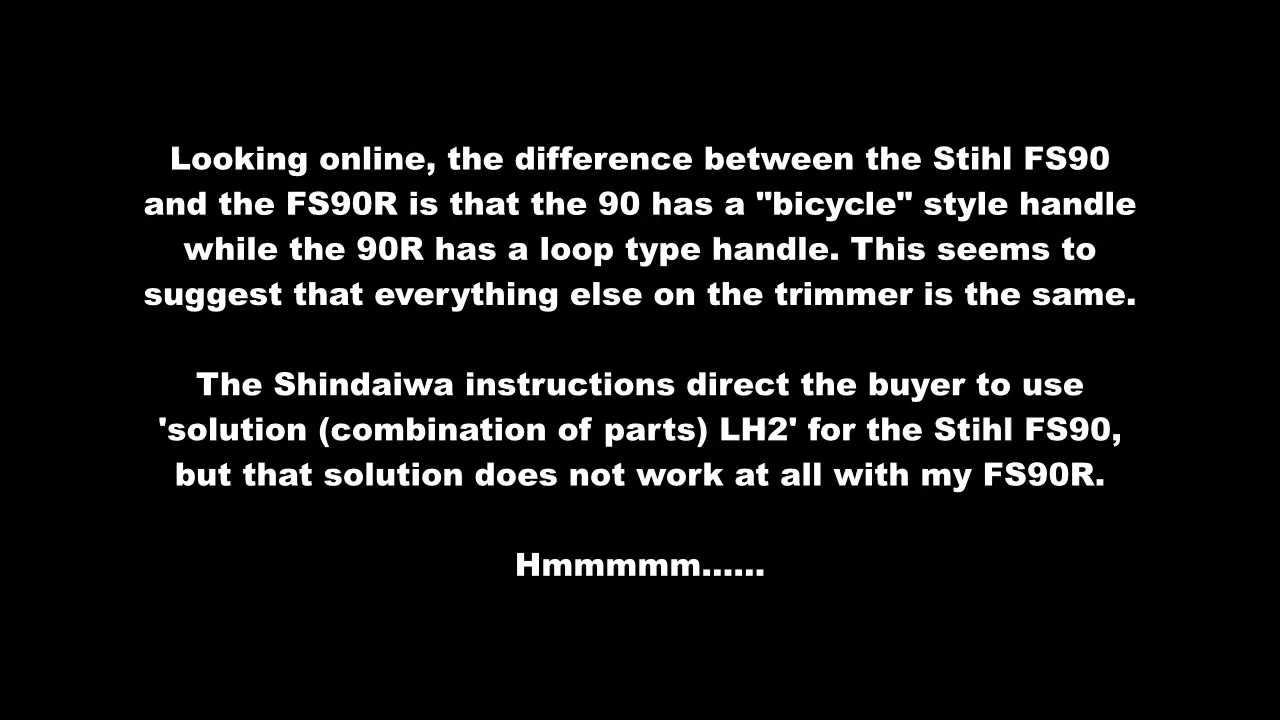 Looking online, the difference between the Stihl FS90
and the FS90R is that the 90 has a "bicycle" style handle
while the 90R has a loop type handle. This seems to
suggest that everything else on the trimmer is the same.
The Shindaiwa instructions direct the buyer to use
'solution (combination of parts) LH2' for the Stihl FS90,
but that solution does not work at all with my FS90R.
Hmmmmm......